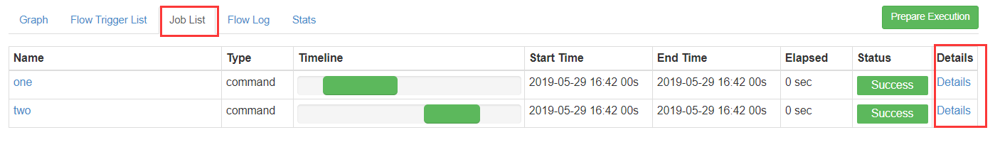 Graph Flow Trigger List Job List Flow Log Stats Prepare Execution
Name Type Timeline Start Time End Time Elapsed Status Details
one command 2019-05-29 16:42 00s 2019-05-29 16:42 00s 0 sec Success Details
two command 2019-05-29 16:42 00s 2019-05-29 16:42 00s 0 sec Success Details